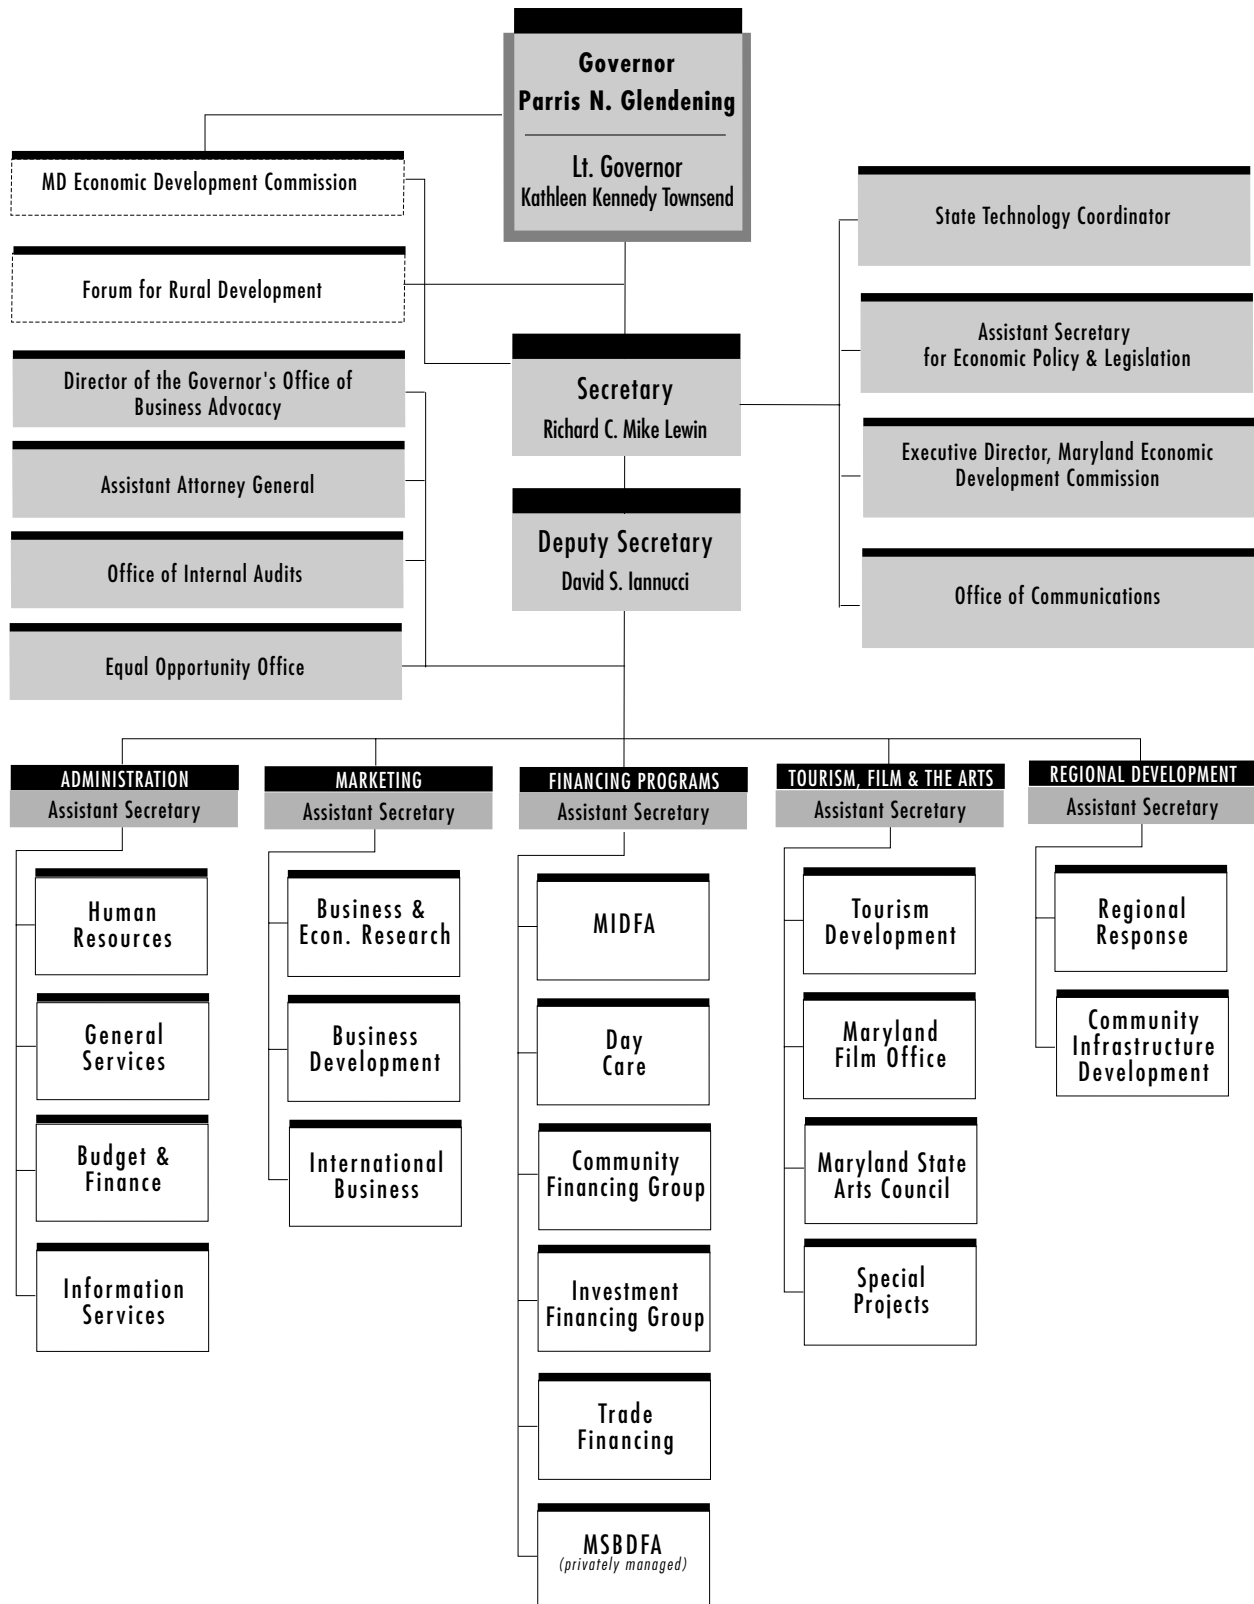 Governor
Parris N. Glendening
Lt. Governor
Kathleen Kennedy Townsend
MD Economic Development Commission
Forum for Rural Development
Director of the Governor's Office of
Business Advocacy
Assistant Attorney General
Office of Internal Audits
Equal Opportunity Office
Secretary
Richard C. Mike Lewin
Deputy Secretary
David S. Iannucci
State Technology Coordinator
Assistant Secretary
for Economic Policy & Legislation
Executive Director, Maryland Economic
Development Commission
Office of Communications
ADMINISTRATION
Assistant Secretary
Human
Resources
General
Services
Budget &
Finance
Information
Services
MARKETING
Assistant Secretary
Business &
Econ. Research
Business
Development
International
Business
FINANCING PROGRAMS
Assistant Secretary
MIDFA
Day
Care
Community
Financing Group
Investment
Financing Group
Trade
Financing
MSBDFA
(privately managed)
TOURISM, FILM & THE ARTS
Assistant Secretary
Tourism
Development
Maryland
Film Office
Maryland State
Arts Council
Special
Projects
REGIONAL DEVELOPMENT
Assistant Secretary
Regional
Response
Community
Infrastructure
Development